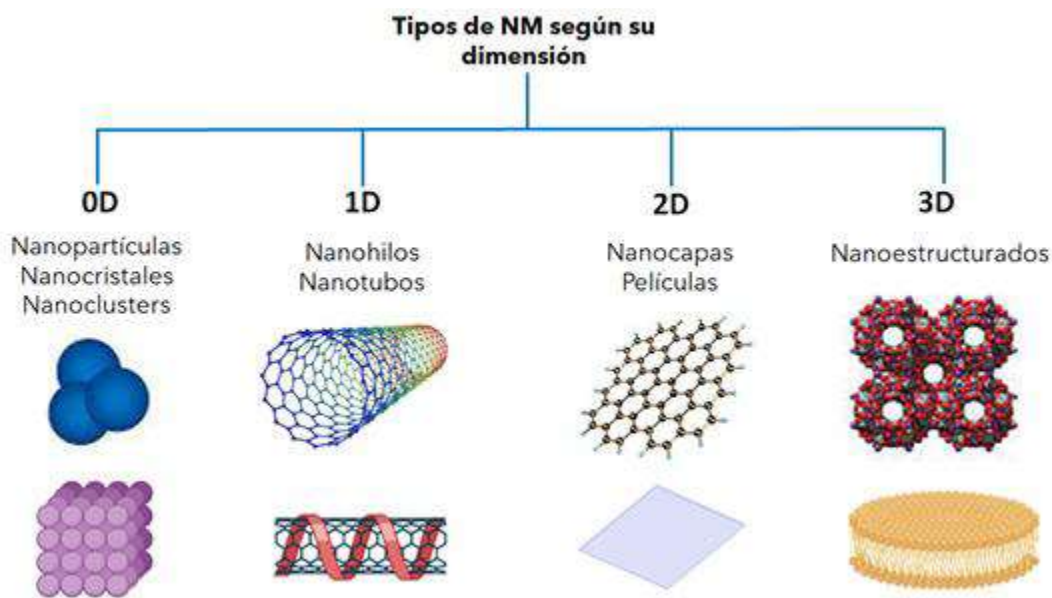 Tipos de NM según su
dimensión
0D
1D
2D
3D
Nanopartículas
Nanocristales
Nanoclusters
Nanohilos
Nanotubos
Nanocapas
Películas
Nanoestructurados